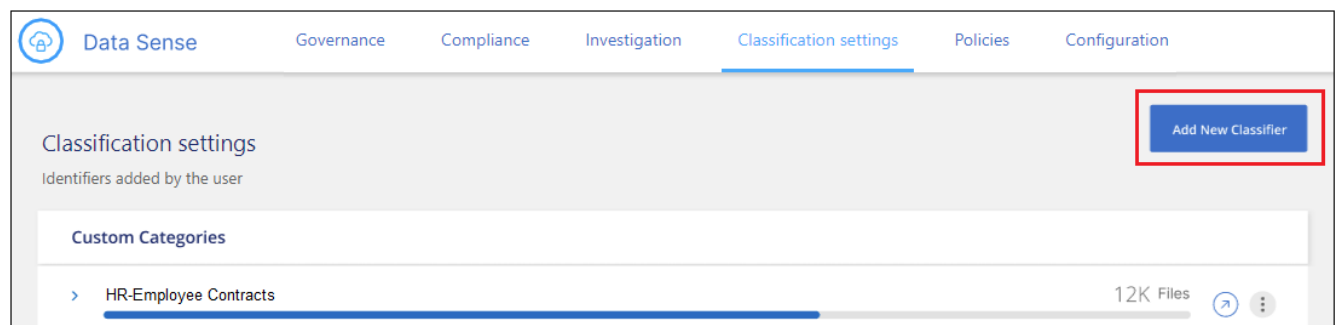 Data Sense Governance Compliance Investigation Classification settings Policies Configuration
Add New Classifier
Classification settings
Identifiers added by the user
Custom Categories
HR-Employee Contracts 12K Files